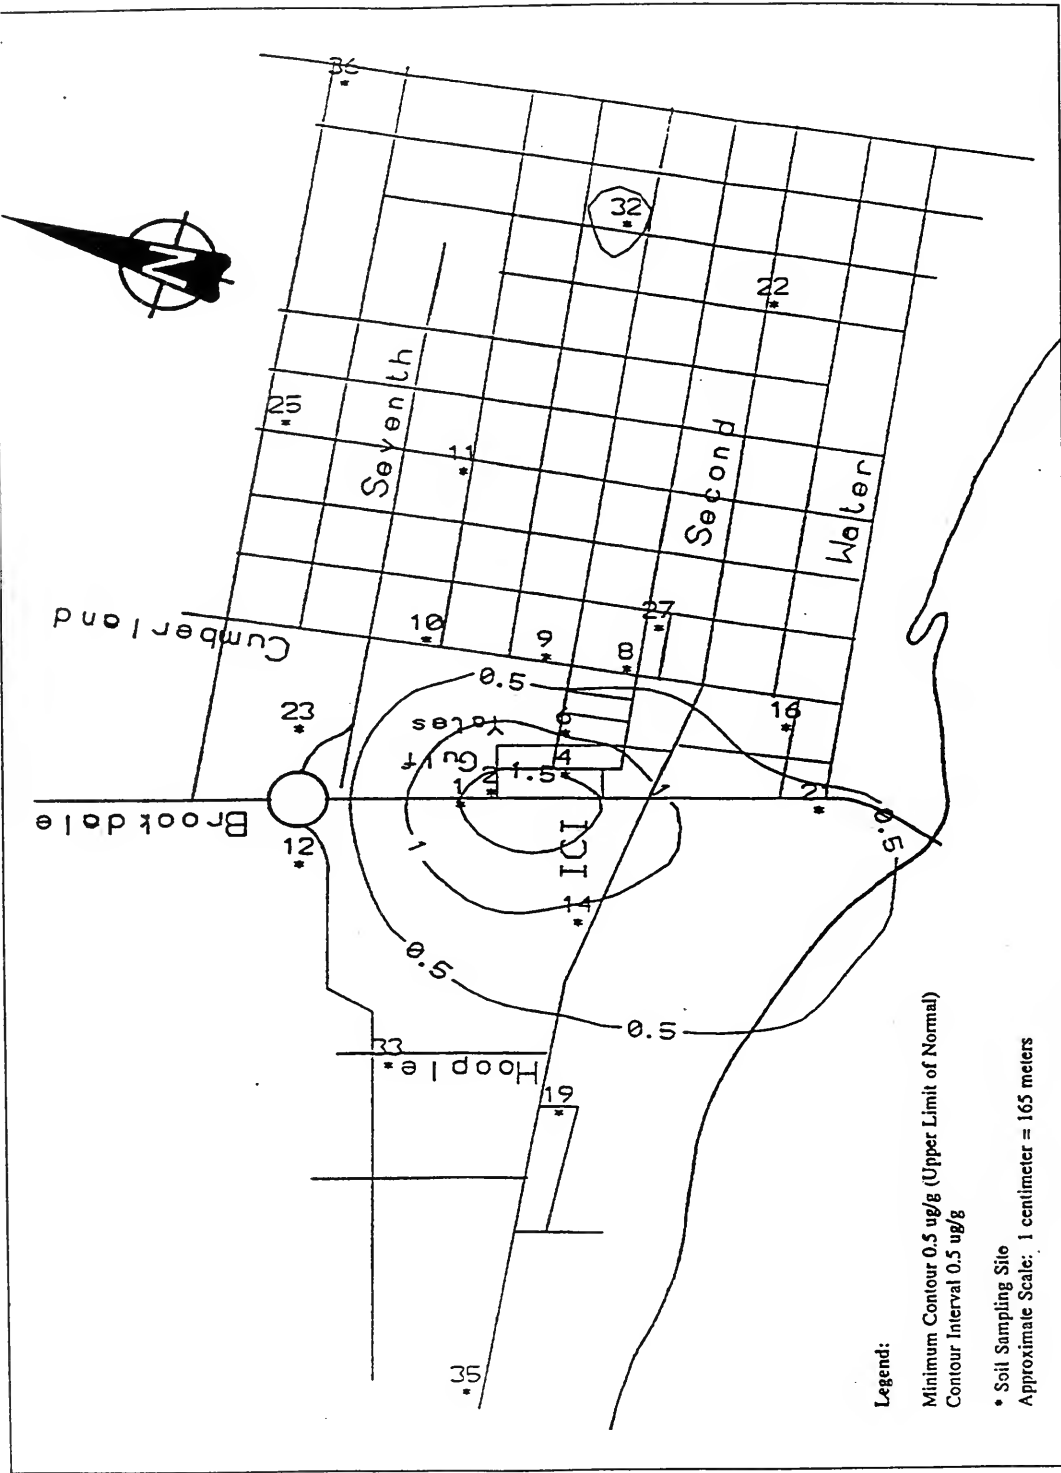 36
N
32
22
25
Seventh
11
Second
Water
Cumberland
10
9
27
8
0.5
23
Yates
6
16
Gulf
4
2
1.5
1
1
21
Brookdale
12
ICI
1
0.5
14
0.5
0.5
33
Hoople
19
35
Legend:
Minimum Contour 0.5 ug/g (Upper Limit of Normal)
Contour Interval 0.5 ug/g
* Soil Sampling Site
Approximate Scale: 1 centimeter = 165 meters